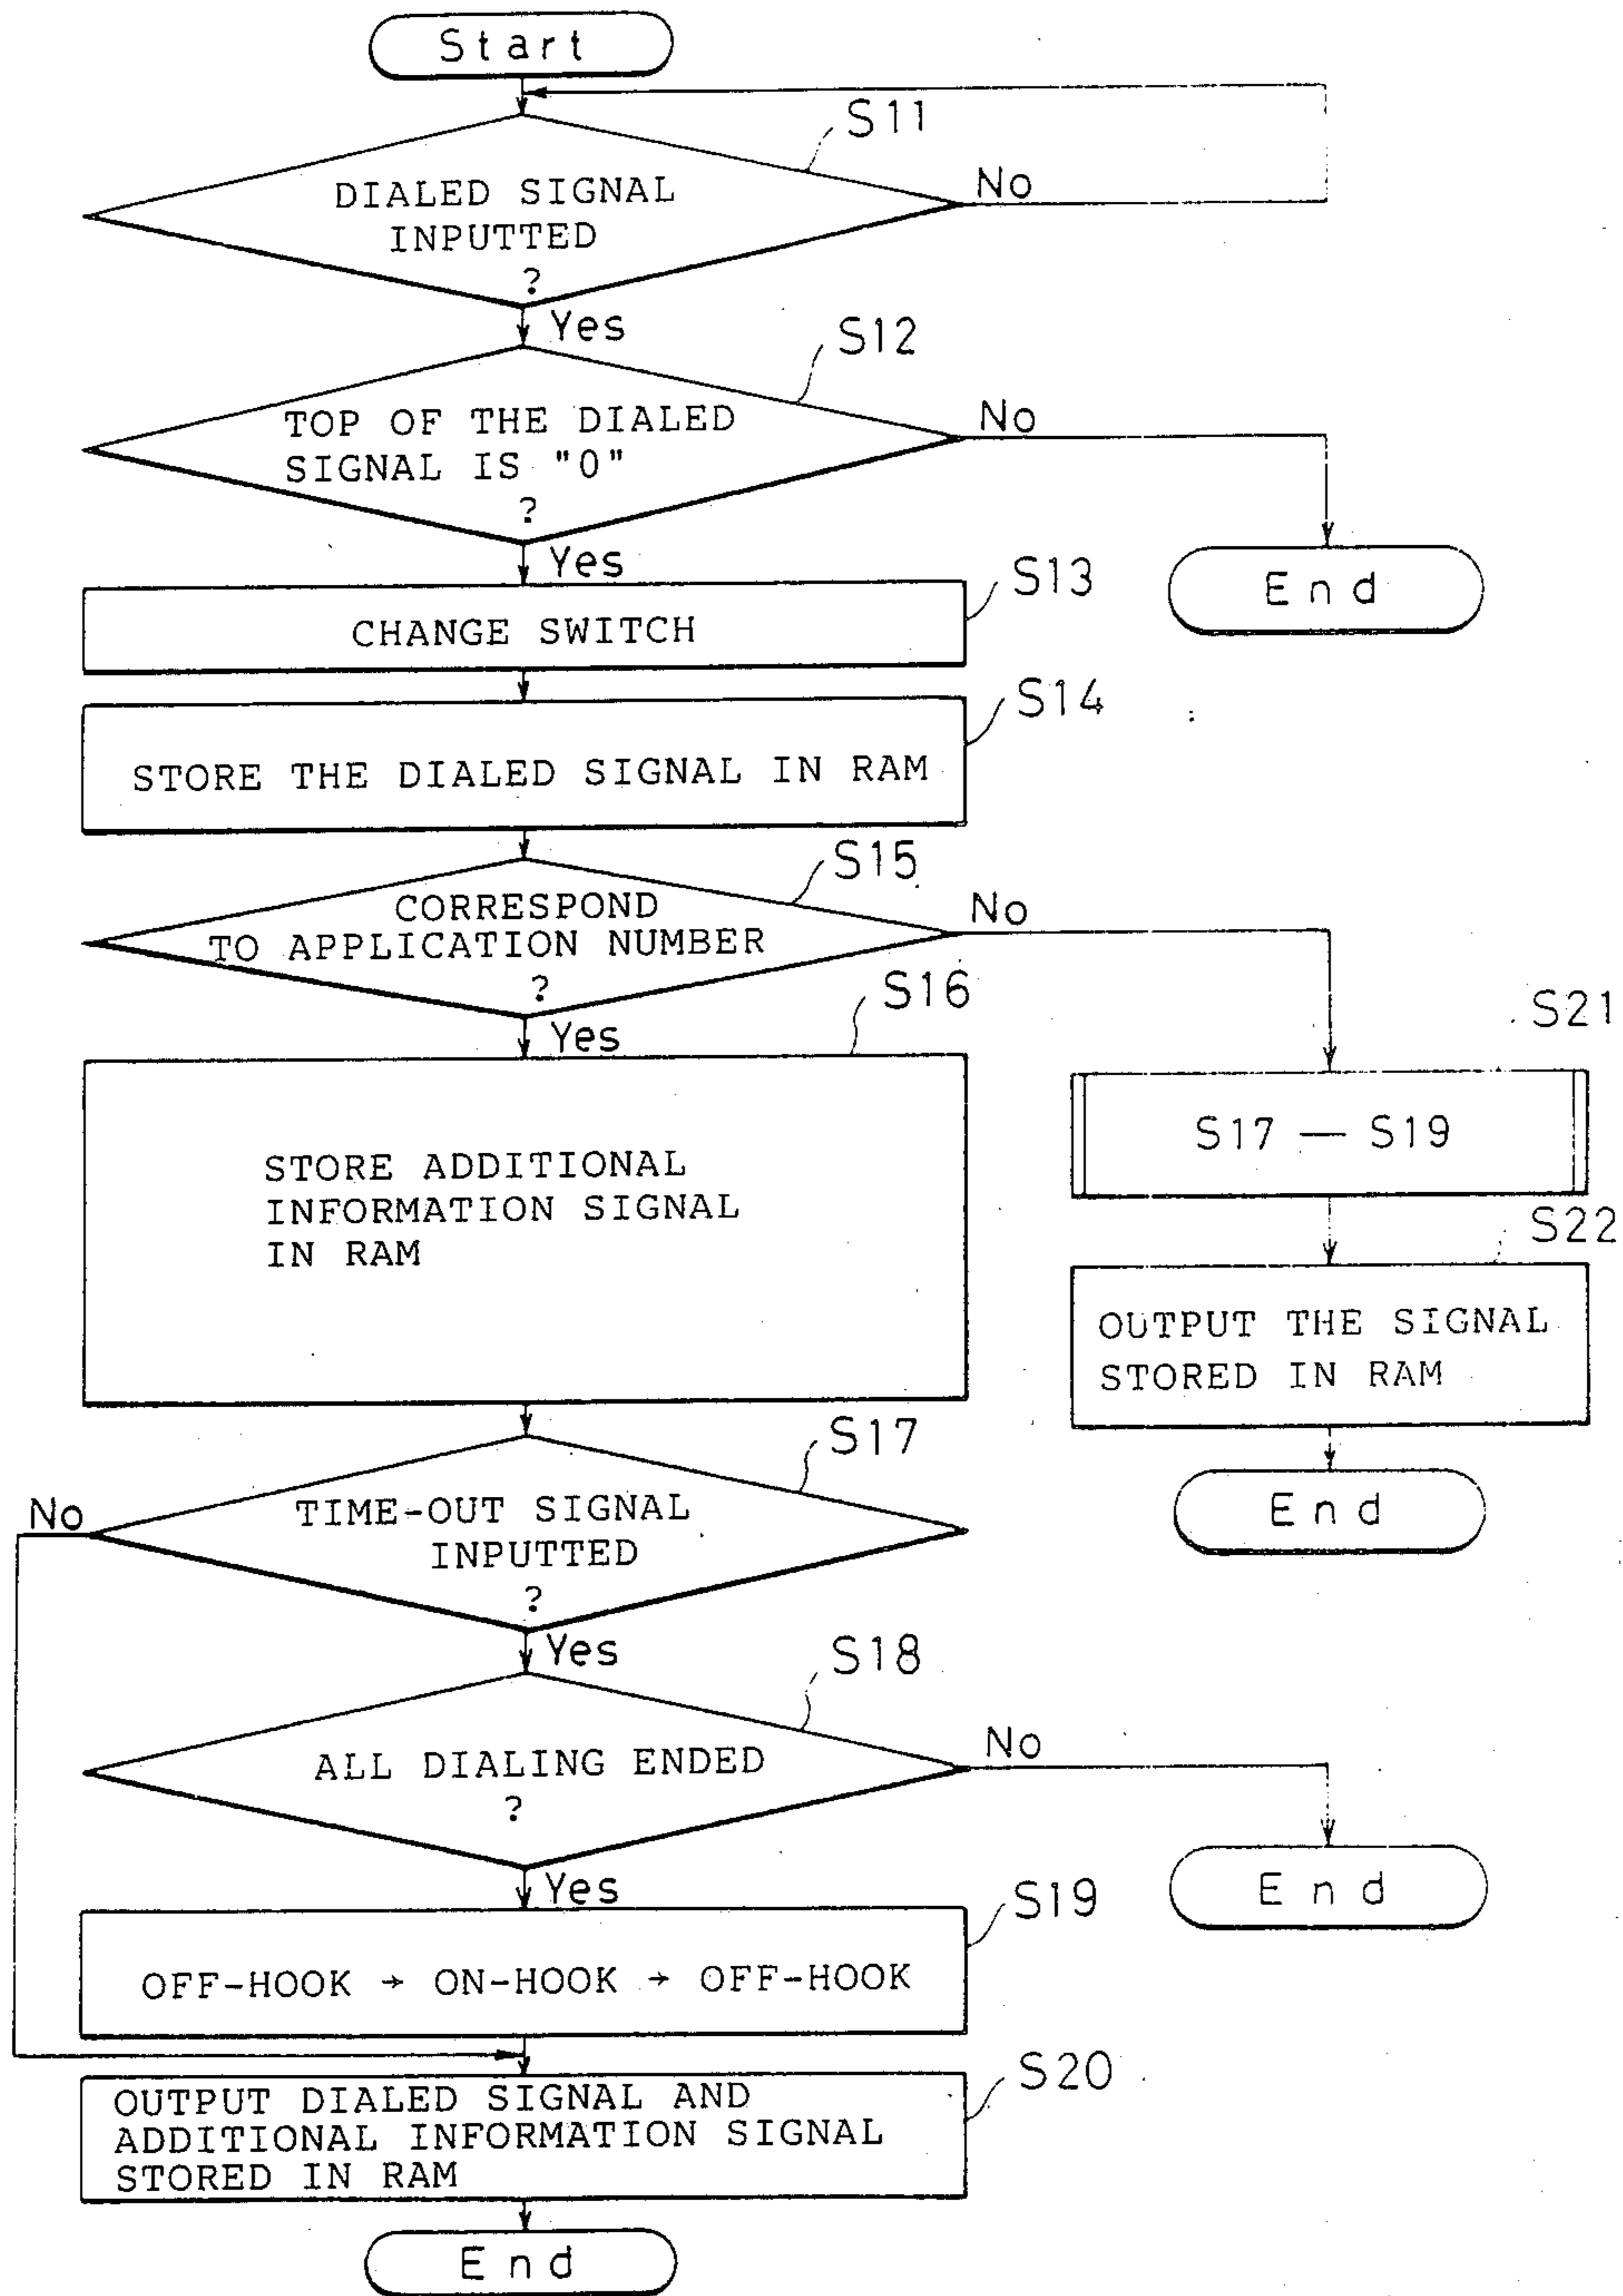 Start
S11
DIALED SIGNAL
INPUTTED
?
No
Yes
S12
TOP OF THE DIALED
SIGNAL IS "0"
?
No
Yes
End
S13
CHANGE SWITCH
S14
STORE THE DIALED SIGNAL IN RAM
S15
CORRESPOND
TO APPLICATION NUMBER
?
No
Yes
S16
STORE ADDITIONAL
INFORMATION SIGNAL
IN RAM
S21
S17 — S19
S22
OUTPUT THE SIGNAL
STORED IN RAM
End
S17
TIME-OUT SIGNAL
INPUTTED
?
No
Yes
S18
ALL DIALING ENDED
?
No
Yes
End
S19
OFF-HOOK → ON-HOOK → OFF-HOOK
S20
OUTPUT DIALED SIGNAL AND
ADDITIONAL INFORMATION SIGNAL
STORED IN RAM
End